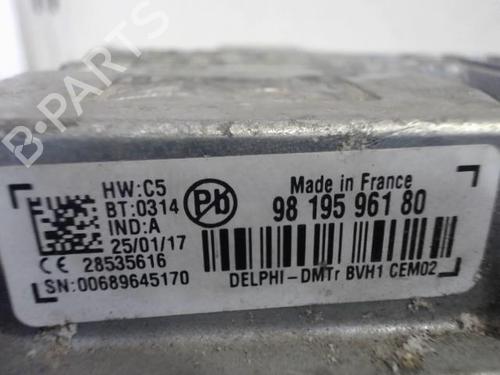 B-PARTS
HW:C5
BT:0314
IND:A
25/01/17
CE 28535616
SN:00689645170
Pb
Made in France
98 195 961 80
DELPHI-DMTr BVH1 CEM02